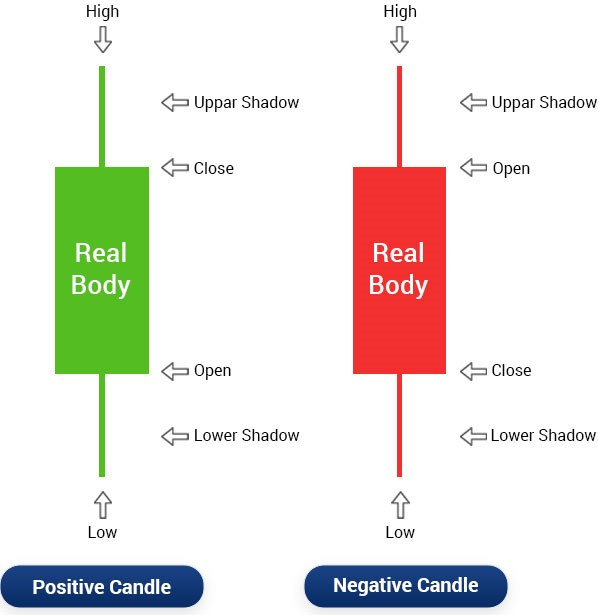 High
Uppar Shadow
Close
Real
Body
Open
Lower Shadow
Low
Positive Candle
High
Uppar Shadow
Open
Real
Body
Close
Lower Shadow
Low
Negative Candle